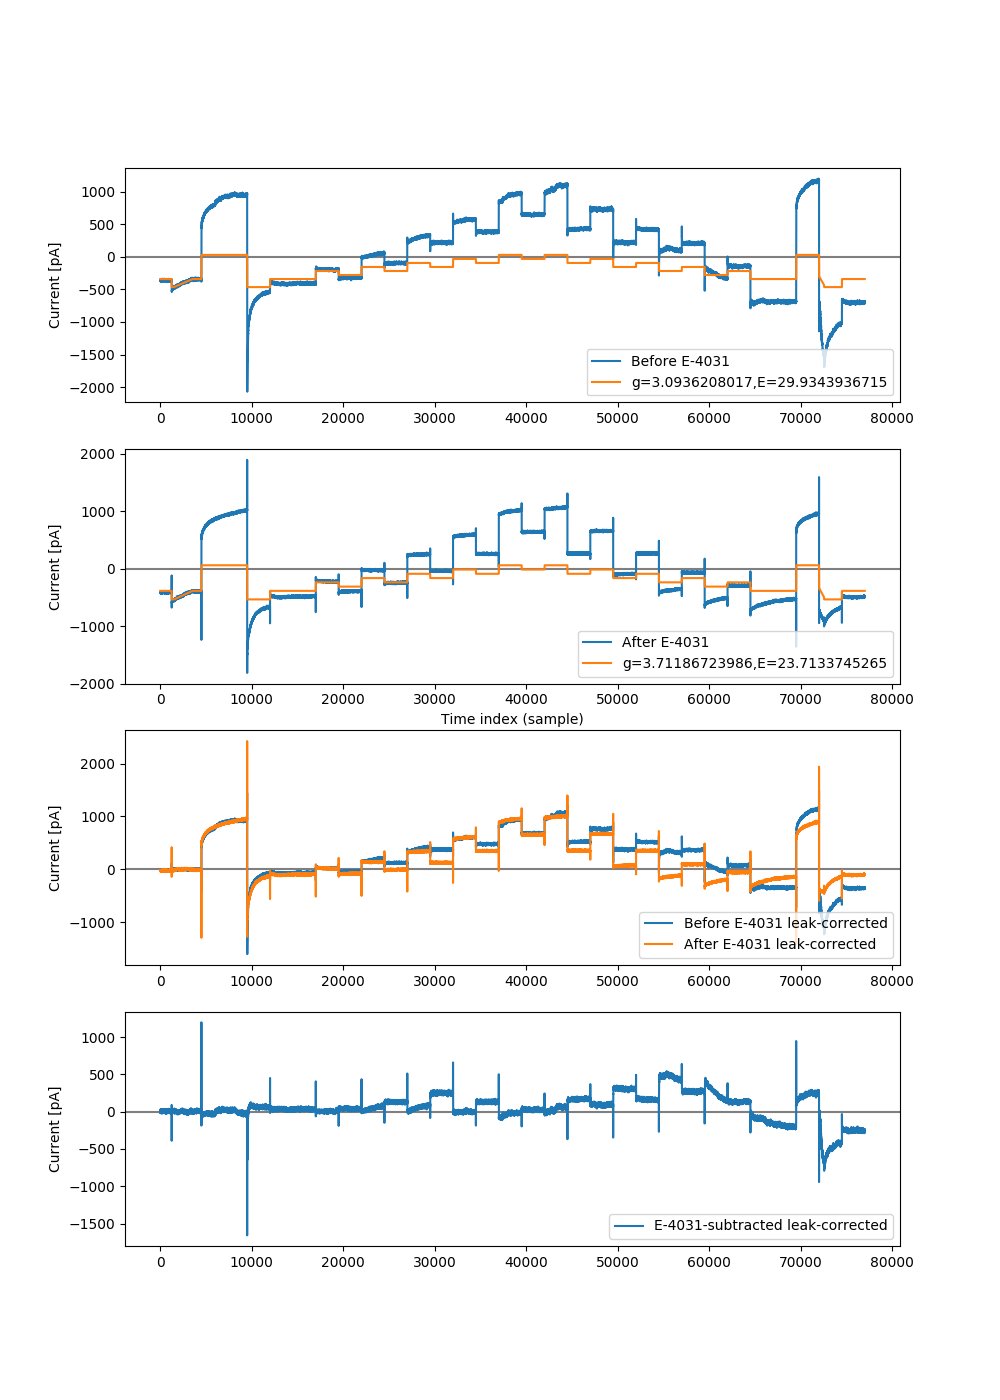 1000
500
0
−500
−1000
−1500
−2000
Current [pA]
Before E-4031
g=3.0936208017,E=29.9343936715
0 10000 20000 30000 40000 50000 60000 70000 80000
2000
1000
0
−1000
−2000
Current [pA]
After E-4031
g=3.71186723986,E=23.7133745265
0 10000 20000 30000 40000 50000 60000 70000 80000
Time index (sample)
2000
1000
0
−1000
Current [pA]
Before E-4031 leak-corrected
After E-4031 leak-corrected
0 10000 20000 30000 40000 50000 60000 70000 80000
1000
500
0
−500
−1000
−1500
Current [pA]
E-4031-subtracted leak-corrected
0 10000 20000 30000 40000 50000 60000 70000 80000